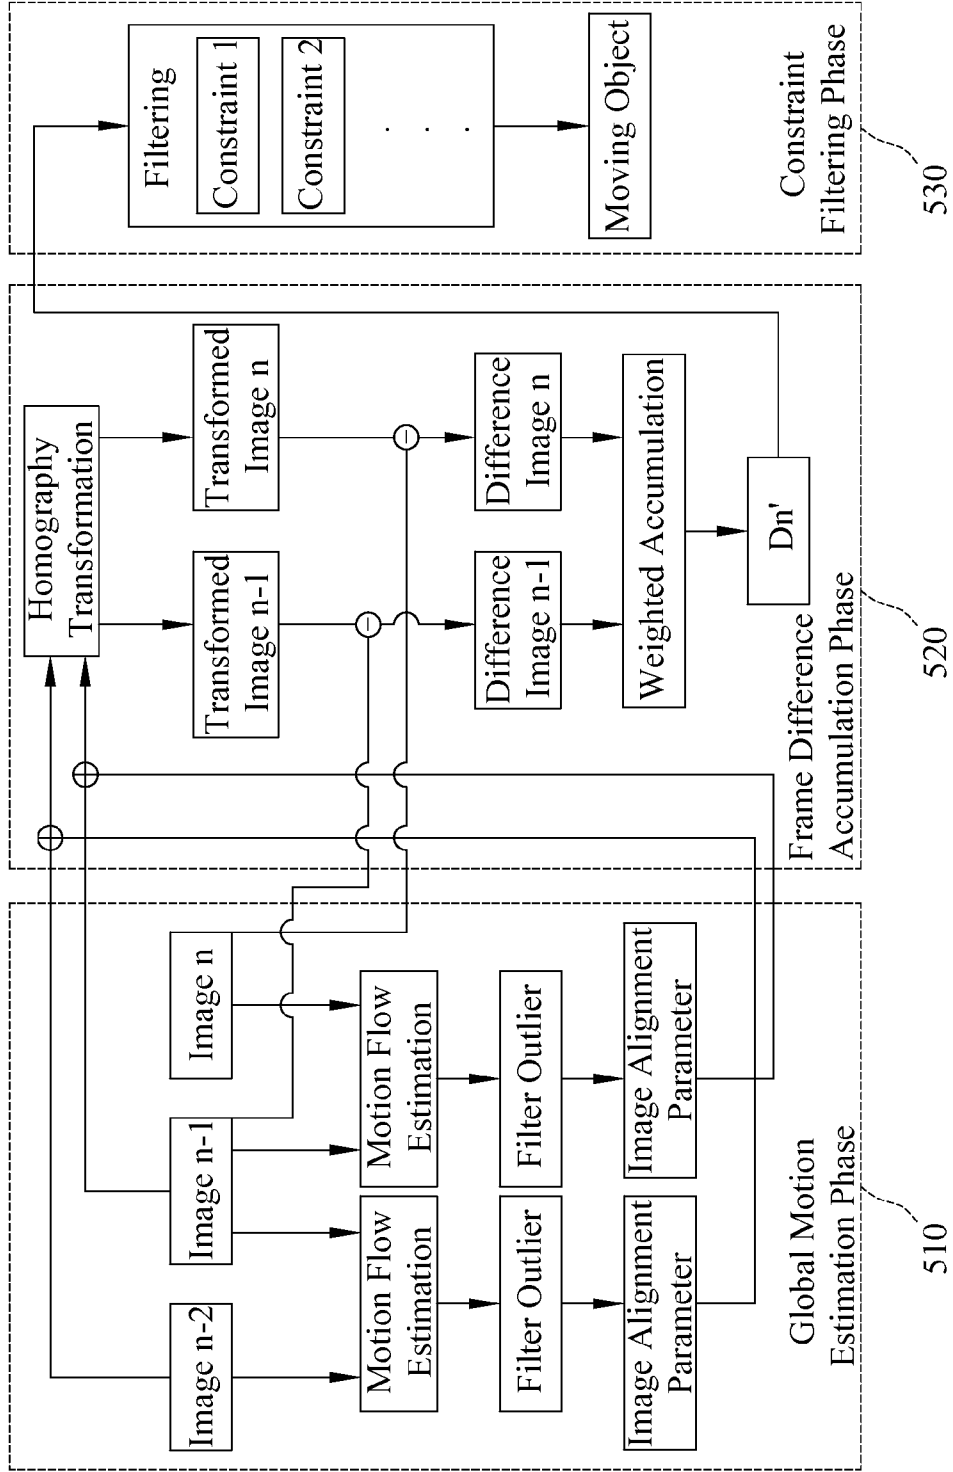 Image n-2
Image n-1
Image n
Motion Flow
Estimation
Motion Flow
Estimation
Filter Outlier
Filter Outlier
Image Alignment
Parameter
Image Alignment
Parameter
Global Motion
Estimation Phase
510
Homography
Transformation
Transformed
Image n-1
Transformed
Image n
−
−
Difference
Image n-1
Difference
Image n
Weighted Accumulation
Dn'
Frame Difference
Accumulation Phase
520
Filtering
Constraint 1
Constraint 2
. . .
Moving Object
Constraint
Filtering Phase
530